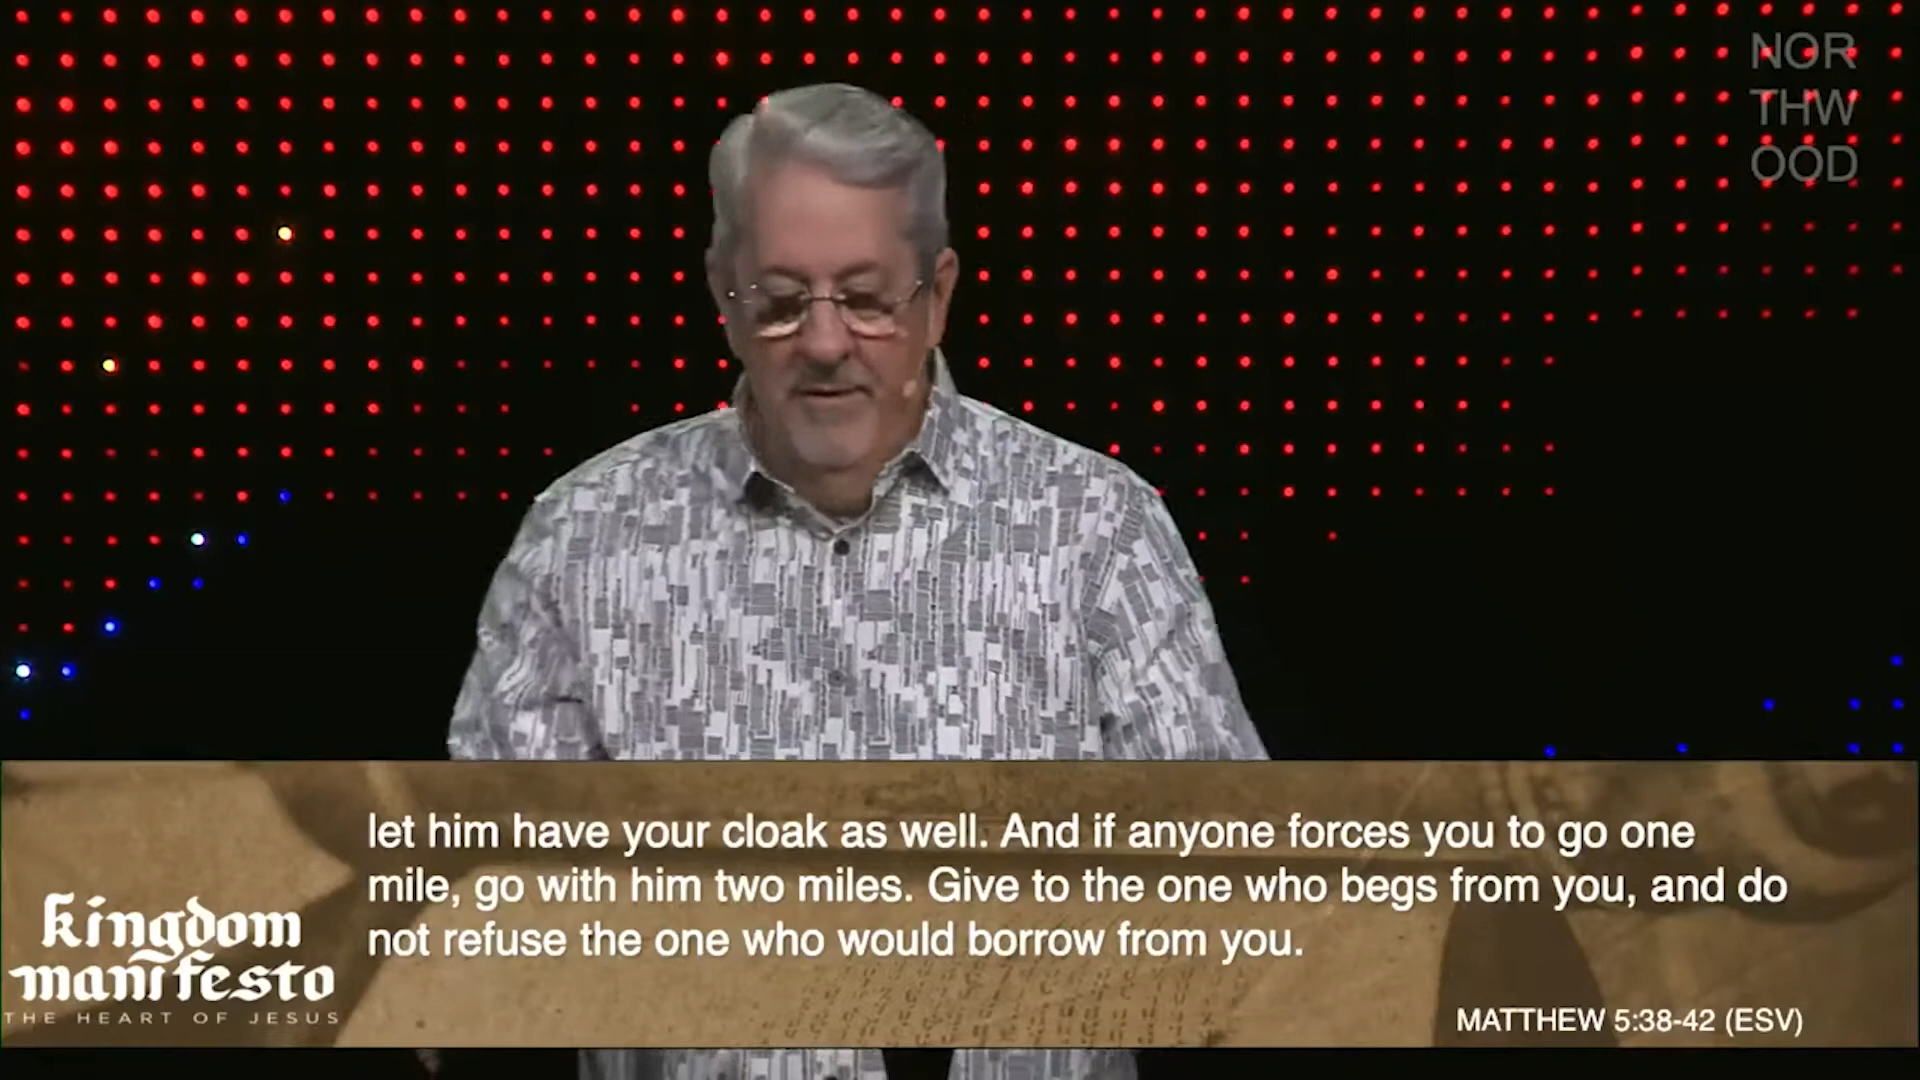 NOR
THW
OOD
let him have your cloak as well. And if anyone forces you to go one
mile, go with him two miles. Give to the one who begs from you, and do
not refuse the one who would borrow from you.
kingdom
manifesto
THE HEART OF JESUS
MATTHEW 5:38-42 (ESV)